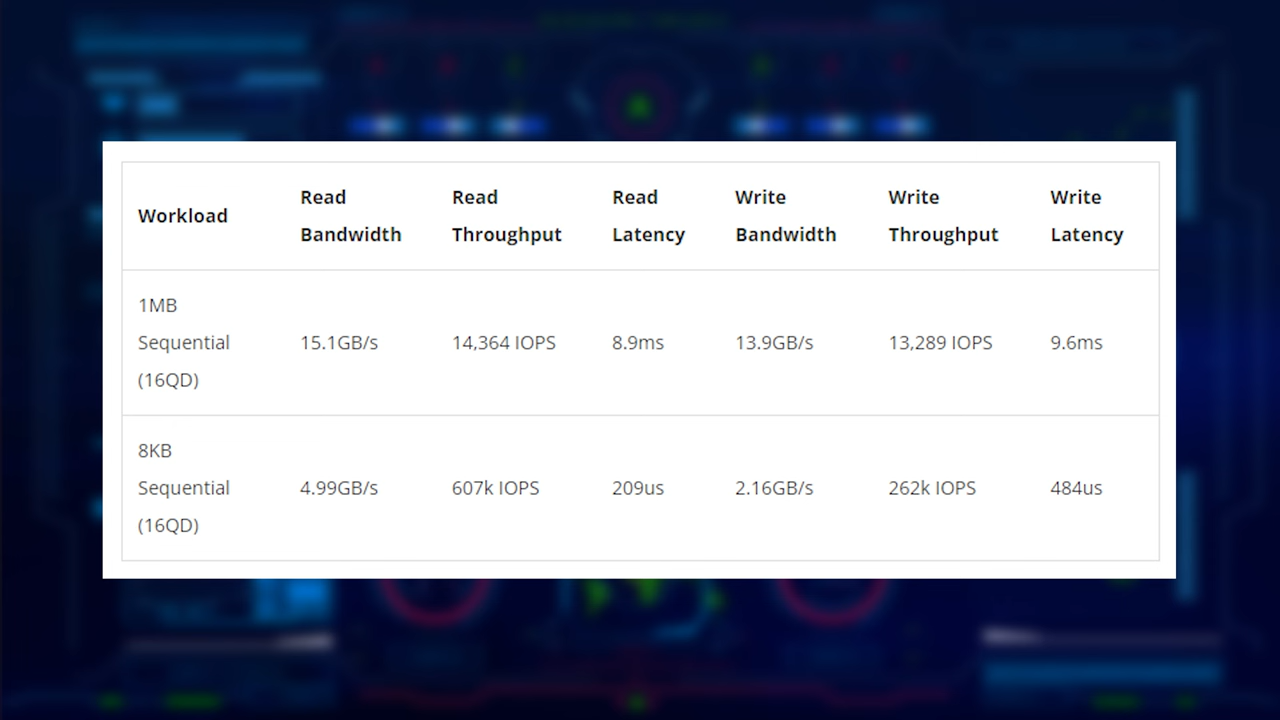 Workload
Read Bandwidth
Read Throughput
Read Latency
Write Bandwidth
Write Throughput
Write Latency
1MB Sequential (16QD)
15.1GB/s
14,364 IOPS
8.9ms
13.9GB/s
13,289 IOPS
9.6ms
8KB Sequential (16QD)
4.99GB/s
607k IOPS
209us
2.16GB/s
262k IOPS
484us